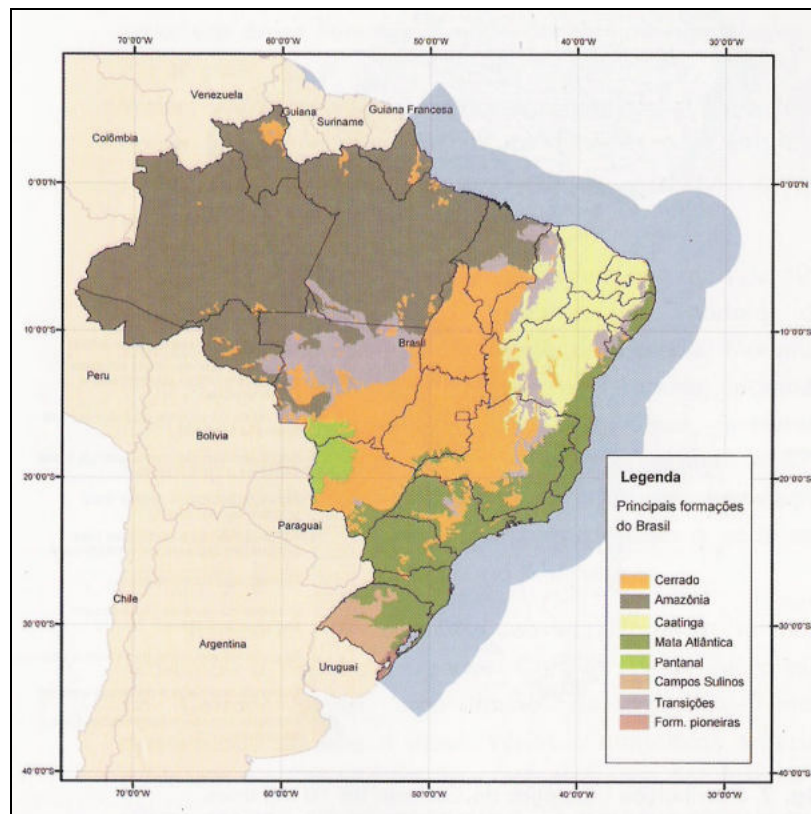 70°0'0"W 60°0'0"W 50°0'0"W 40°0'0"W 30°0'0"W
Venezuela
Guiana
Guiana Francesa
Suriname
Colômbia
0°0'0"N 0°0'0"N
10°0'0"S Brasil 10°0'0"S
Peru
Bolivia
20°0'0"S 20°0'0"S
Paraguai
Chile
30°0'0"S 30°0'0"S
Argentina
Uruguai
40°0'0"S 40°0'0"S
70°0'0"W 60°0'0"W 50°0'0"W 40°0'0"W 30°0'0"W
Legenda
Principais formações
do Brasil
Cerrado
Amazônia
Caatinga
Mata Atlântica
Pantanal
Campos Sulinos
Transições
Form. pioneiras